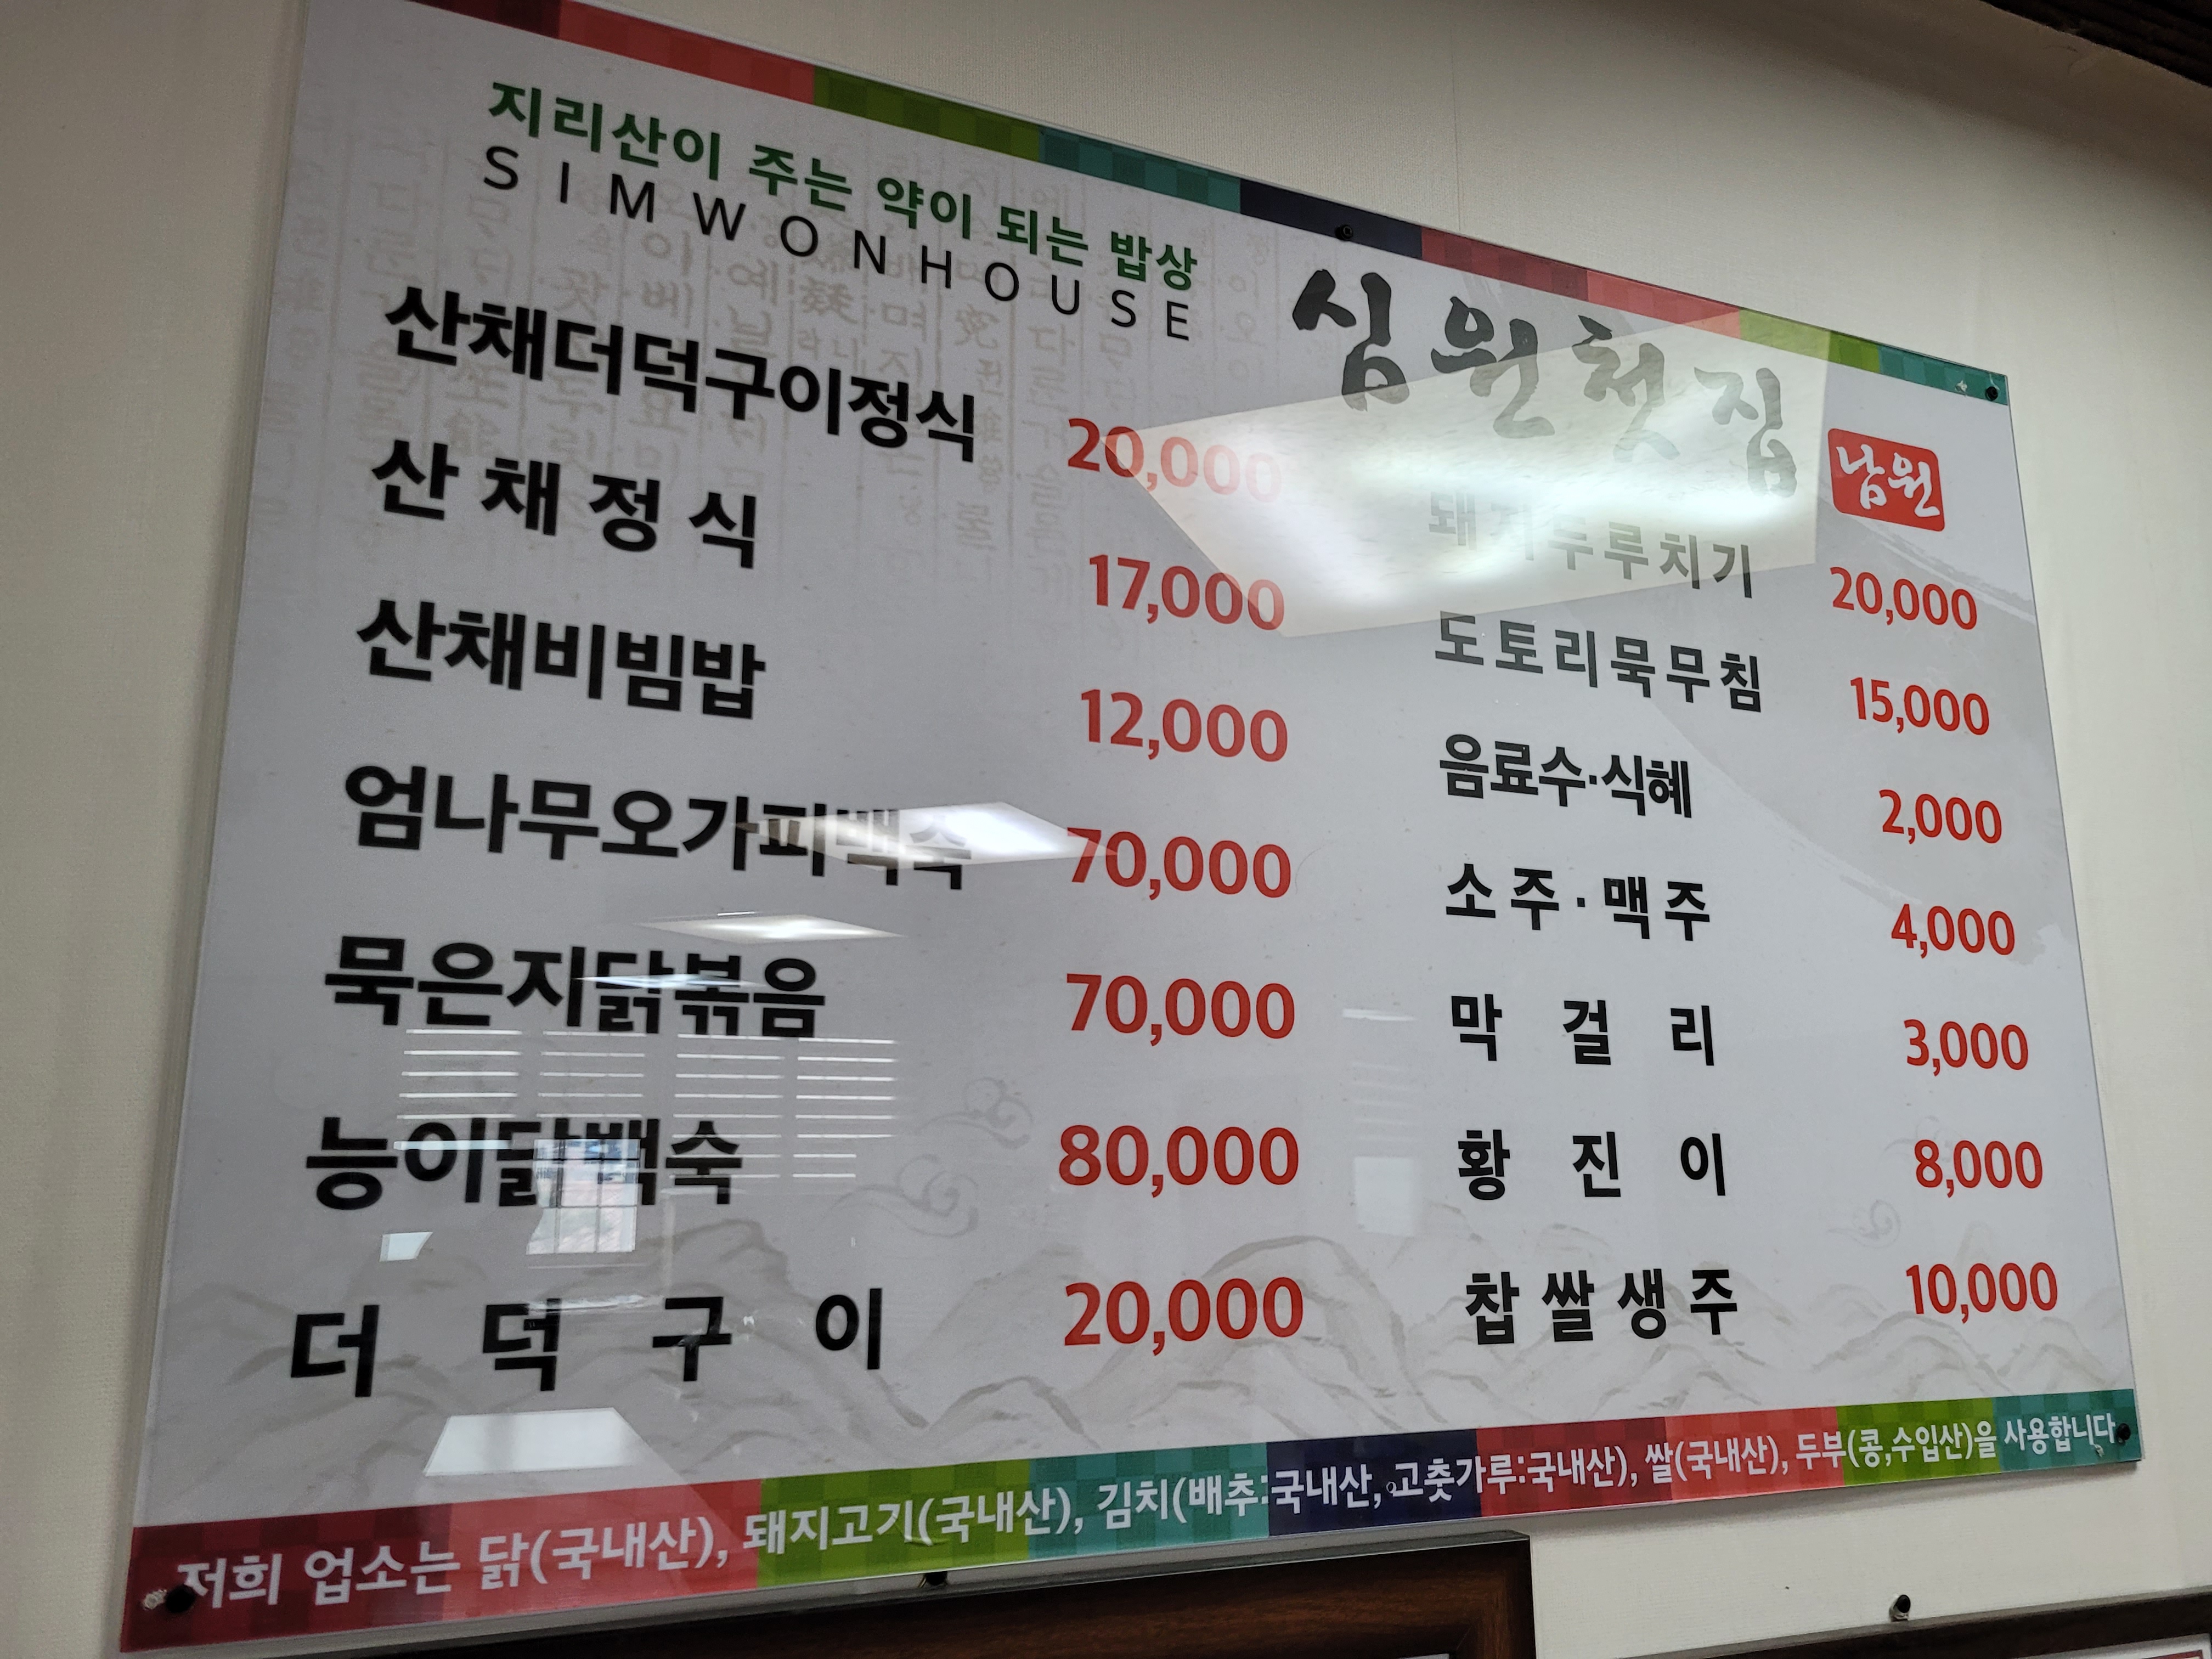 지리산이 주는 약이 되는 밥상
SIMWONHOUSE
심원첫집
남원
산채더덕구이정식 20,000
산채정식 17,000
산채비빔밥 12,000
엄나무오가피백숙 70,000
묵은지닭볶음 70,000
능이닭백숙 80,000
더덕구이 20,000
돼지두루치기 20,000
도토리묵무침 15,000
음료수·식혜 2,000
소주·맥주 4,000
막걸리 3,000
황진이 8,000
찹쌀생주 10,000
저희 업소는 닭(국내산), 돼지고기(국내산), 김치(배추:국내산, 고춧가루:국내산), 쌀(국내산), 두부(콩,수입산)을 사용합니다.